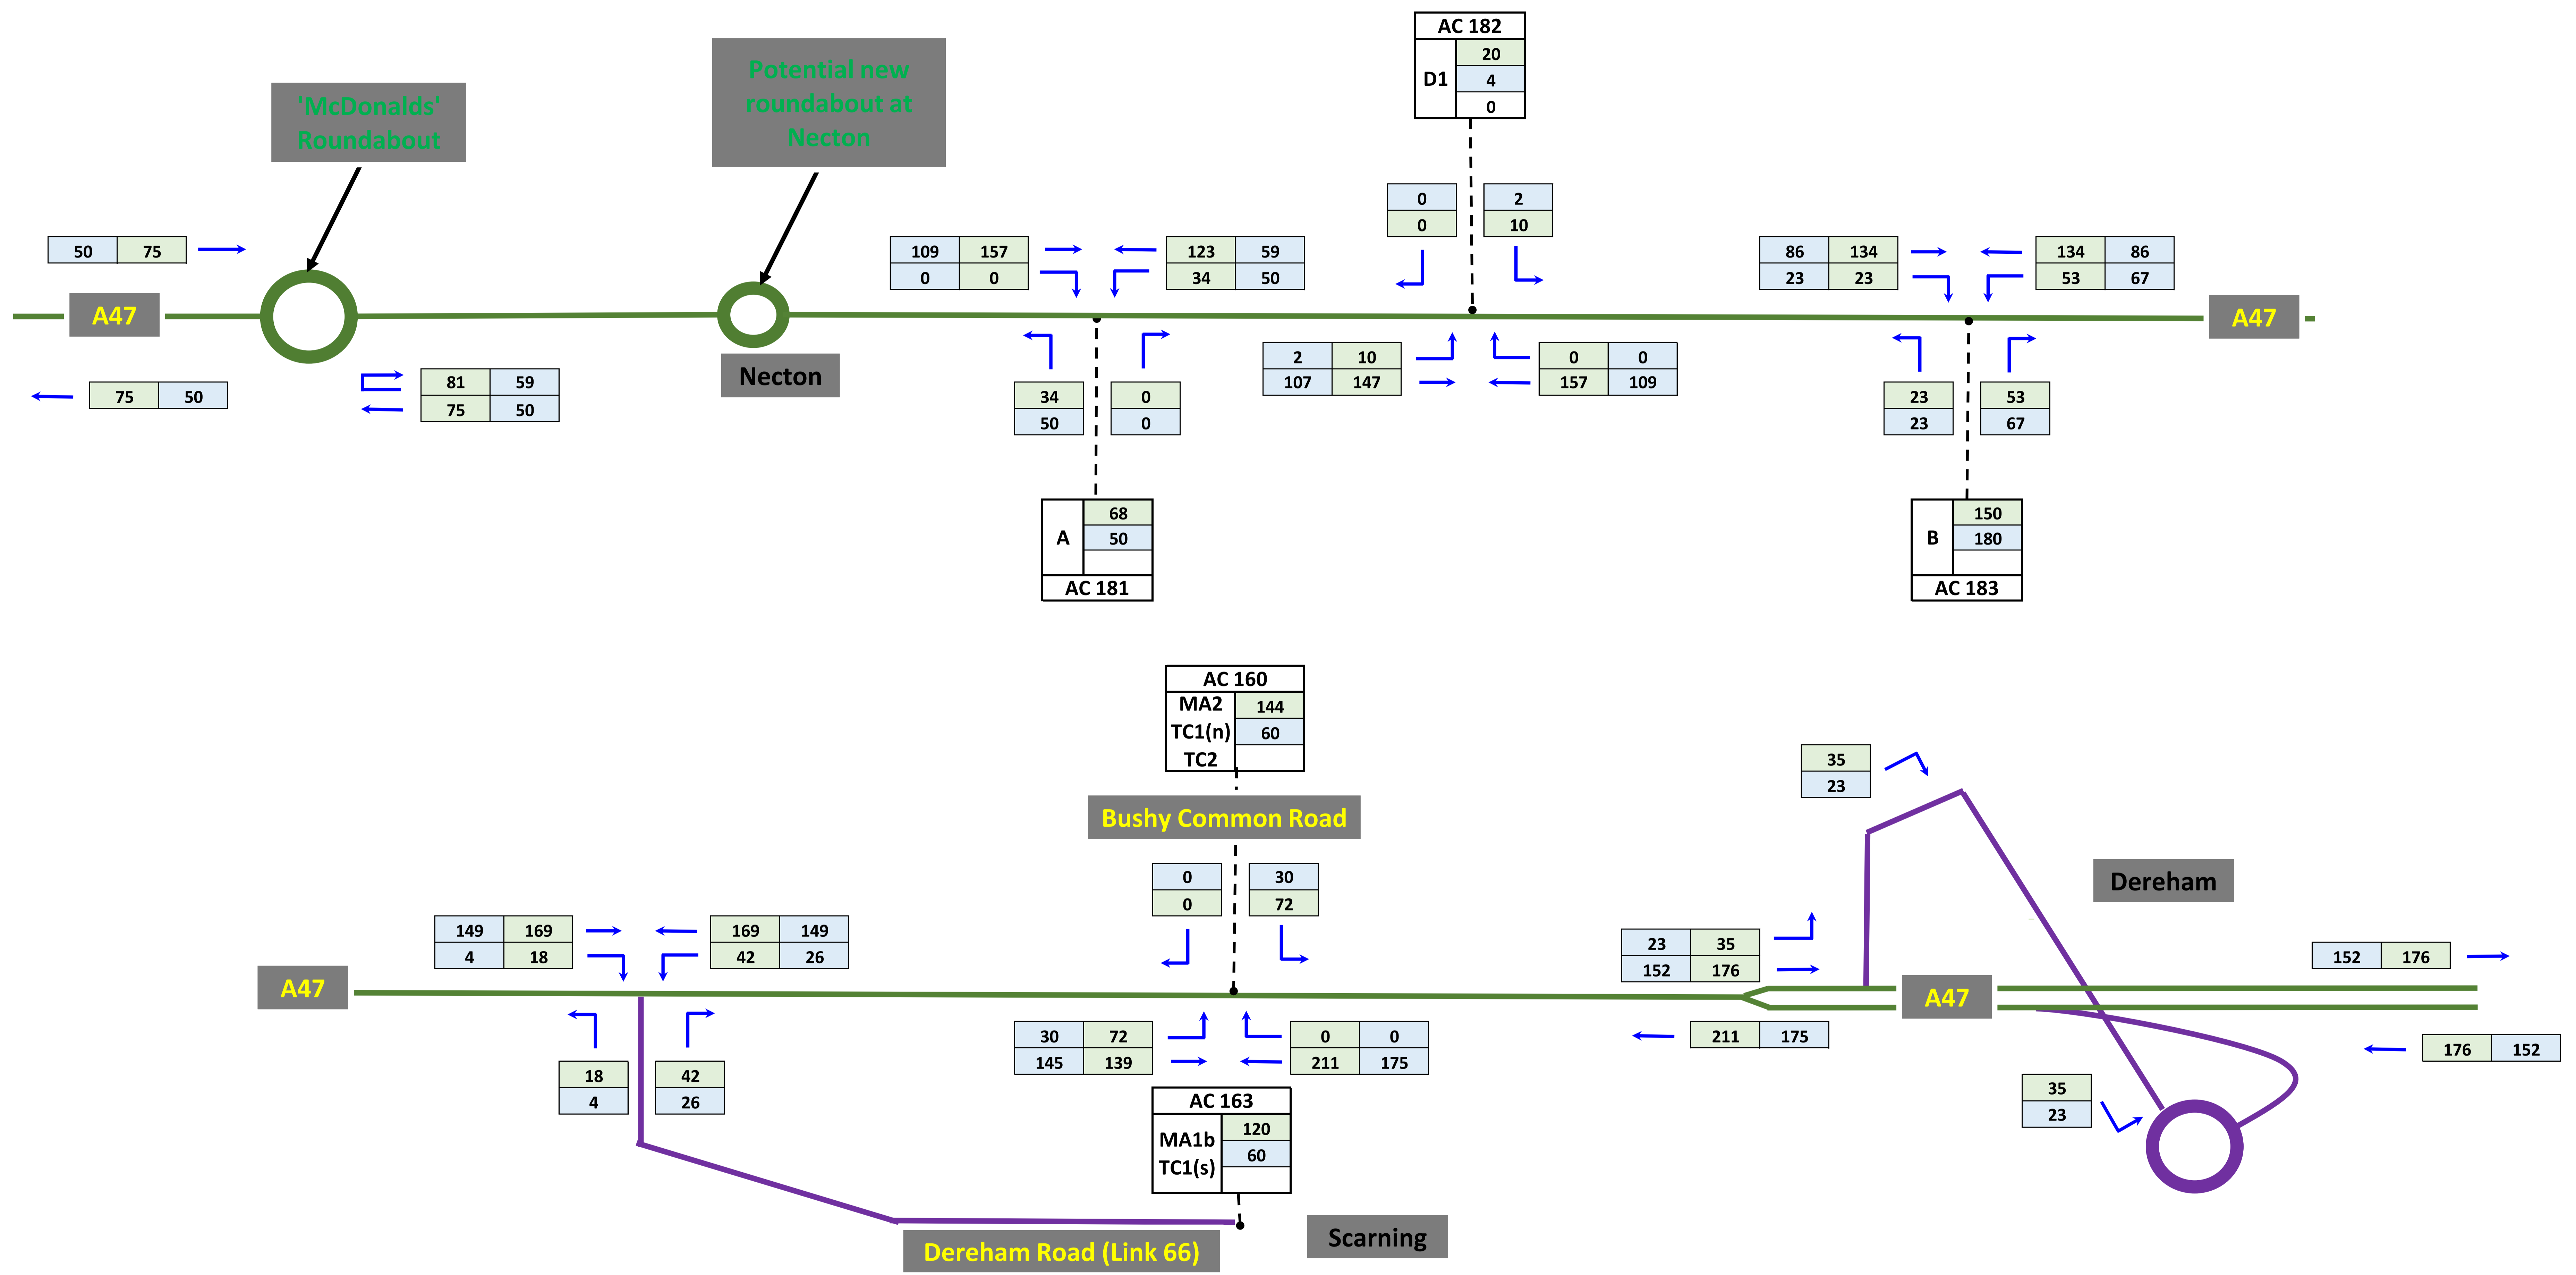 AC 182
20
D1
4
0
'McDonalds'
Roundabout
Potential new
roundabout at
Necton
0
0
2
10
50 75
109 157
0 0
123 59
34 50
86 134
23 23
134 86
53 67
A47
A47
Necton
75 50
81 59
75 50
34
50
0
0
2 10
107 147
0 0
157 109
23
23
53
67
68
A
50
AC 181
150
B
180
AC 183
AC 160
MA2
144
TC1(n)
60
TC2
Bushy Common Road
0
0
30
72
35
23
Dereham
149 169
4 18
169 149
42 26
23 35
152 176
152 176
A47
A47
18
4
42
26
30 72
145 139
0 0
211 175
211 175
176 152
AC 163
MA1b
120
60
TC1(s)
35
23
Scarning
Dereham Road (Link 66)